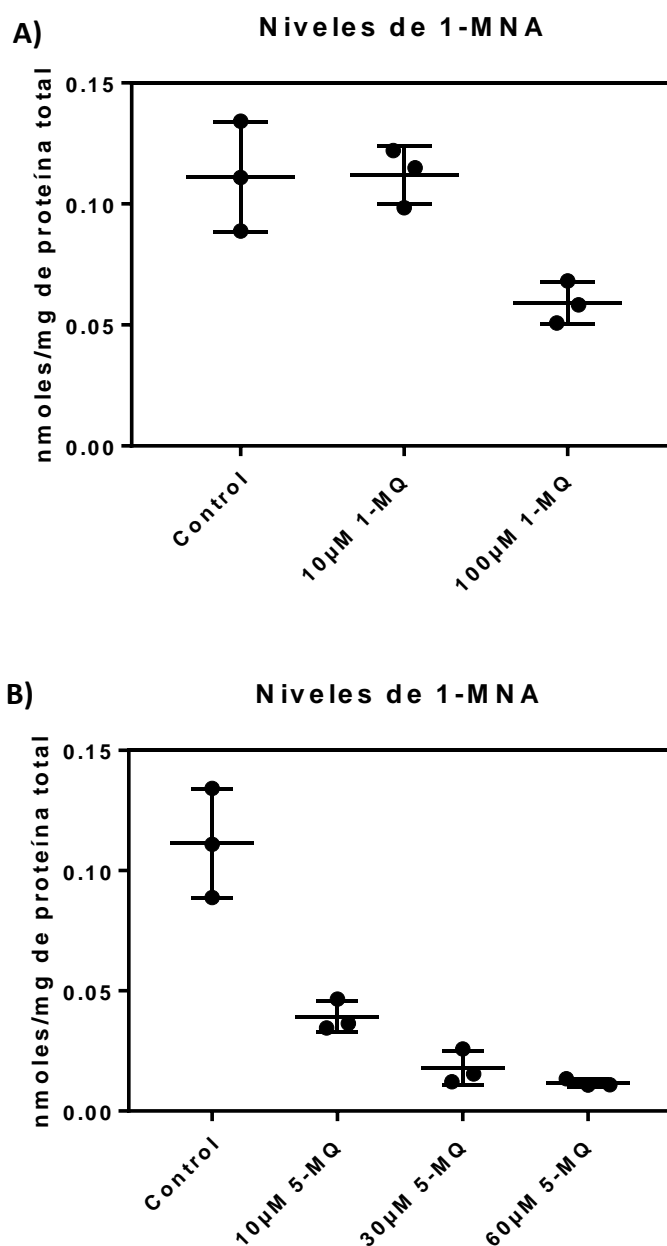 A)
Niveles de 1-MNA
nmoles/mg de proteína total
0.15
0.10
0.05
0.00
Control
10µM 1-MQ
100µM 1-MQ
B)
Niveles de 1-MNA
nmoles/mg de proteína total
0.15
0.10
0.05
0.00
Control
10µM 5-MQ
30µM 5-MQ
60µM 5-MQ